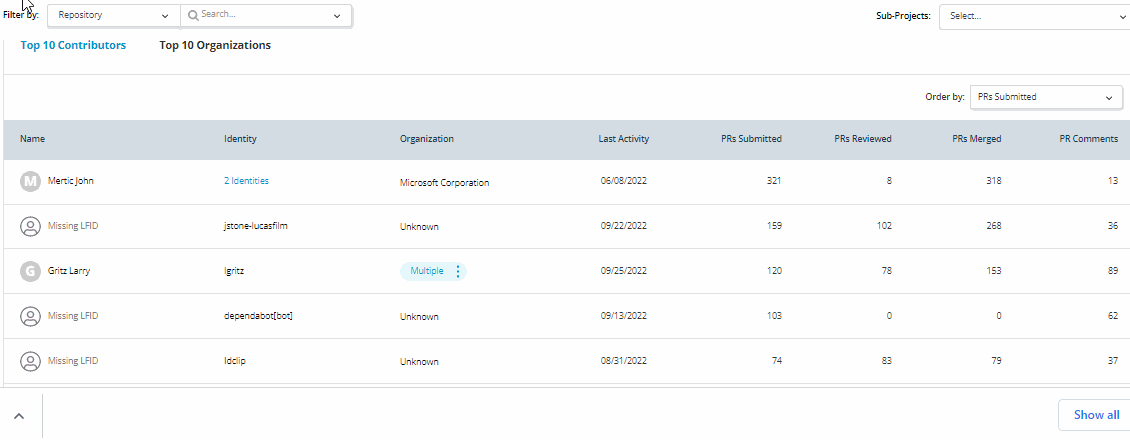 Filter by: Repository Search... Sub-Projects: Select...
Top 10 Contributors Top 10 Organizations
Order by: PRs Submitted
Name Identity Organization Last Activity PRs Submitted PRs Reviewed PRs Merged PR Comments
M Mertic John 2 Identities Microsoft Corporation 06/08/2022 321 8 318 13
Missing LFID jstone-lucasfilm Unknown 09/22/2022 159 102 268 36
G Gritz Larry lgritz Multiple 09/25/2022 120 78 153 89
Missing LFID dependabot[bot] Unknown 09/13/2022 103 0 0 62
Missing LFID ldclip Unknown 08/31/2022 74 83 79 37
Show all